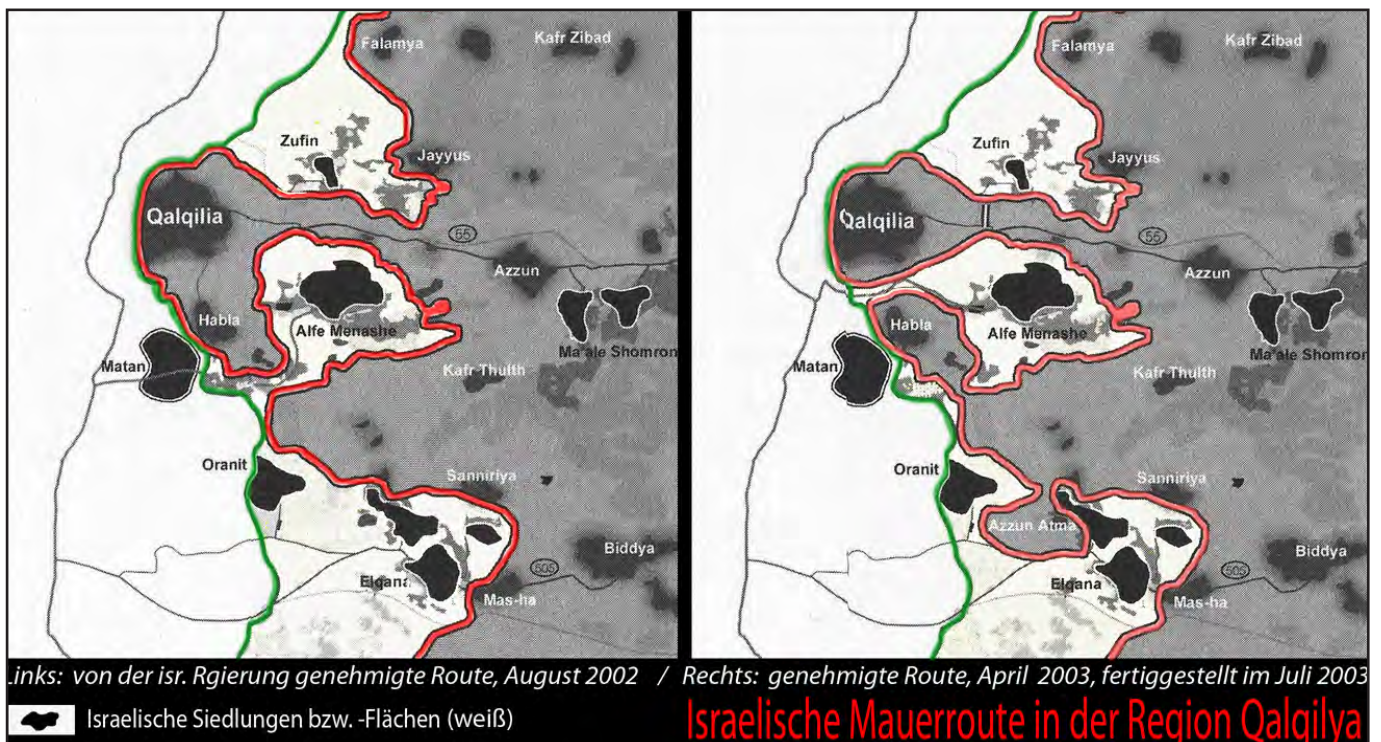 Falamya
Kafr Zibad
Zufin
Jayyus
Qalqilia
55
Azzun
Habla
Alfe Menashe
Ma'ale Shomron
Matan
Kafr Thulth
Oranit
Sanniriya
Biddya
Elqana
505
Mas-ha
Falamya
Kafr Zibad
Zufin
Jayyus
Qalqilia
55
Azzun
Habla
Alfe Menashe
Ma'ale Shomron
Matan
Kafr Thulth
Oranit
Sanniriya
Azzun Atma
Biddya
Elqana
505
Mas-ha
inks: von der isr. Rgierung genehmigte Route, August 2002 / Rechts: genehmigte Route, April 2003, fertiggestellt im Juli 2003
Israelische Siedlungen bzw. -Flächen (weiß)
Israelische Mauerroute in der Region Qalqilya